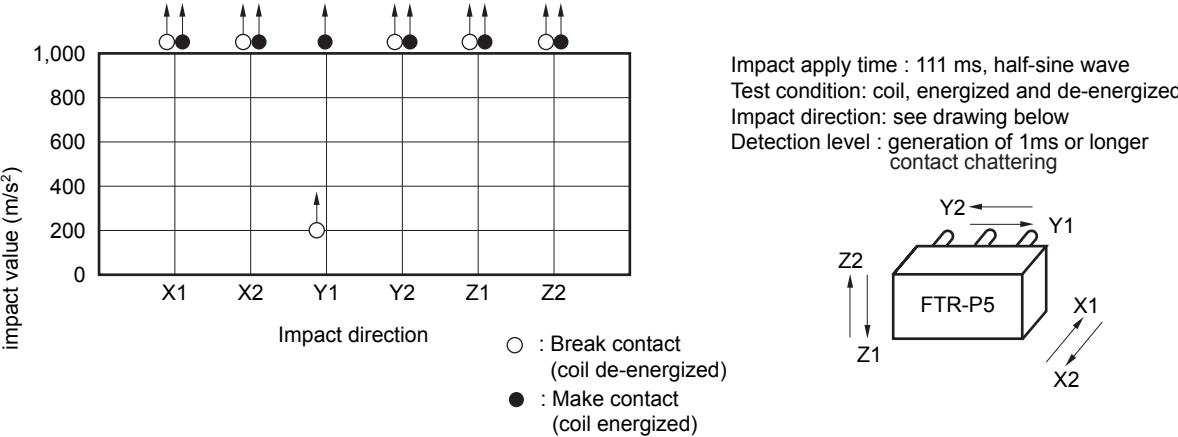 1,000
800
600
400
200
0
impact value (m/s²)
X1 X2 Y1 Y2 Z1 Z2
Impact direction
: Break contact
(coil de-energized)
: Make contact
(coil energized)
Impact apply time : 111 ms, half-sine wave
Test condition: coil, energized and de-energized
Impact direction: see drawing below
Detection level : generation of 1ms or longer
contact chattering
Y2
Y1
Z2
FTR-P5
X1
Z1
X2